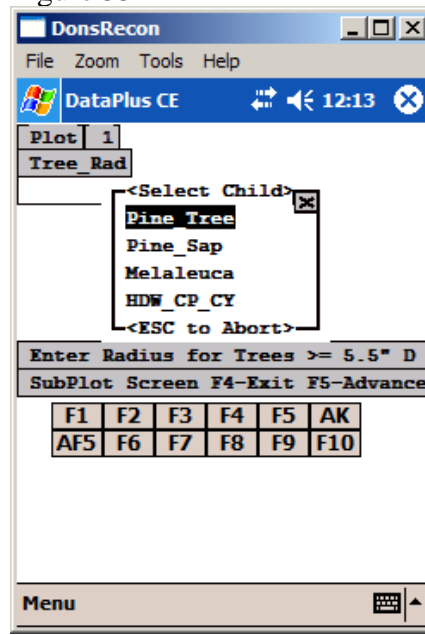 DonsRecon
File Zoom Tools Help
DataPlus CE 12:13
Plot 1
Tree_Rad
<Select Child>
Pine_Tree
Pine_Sap
Melaleuca
HDW_CP_CY
<ESC to Abort>
Enter Radius for Trees >= 5.5" D
SubPlot Screen F4-Exit F5-Advance
F1 F2 F3 F4 F5 AK
AF5 F6 F7 F8 F9 F10
Menu